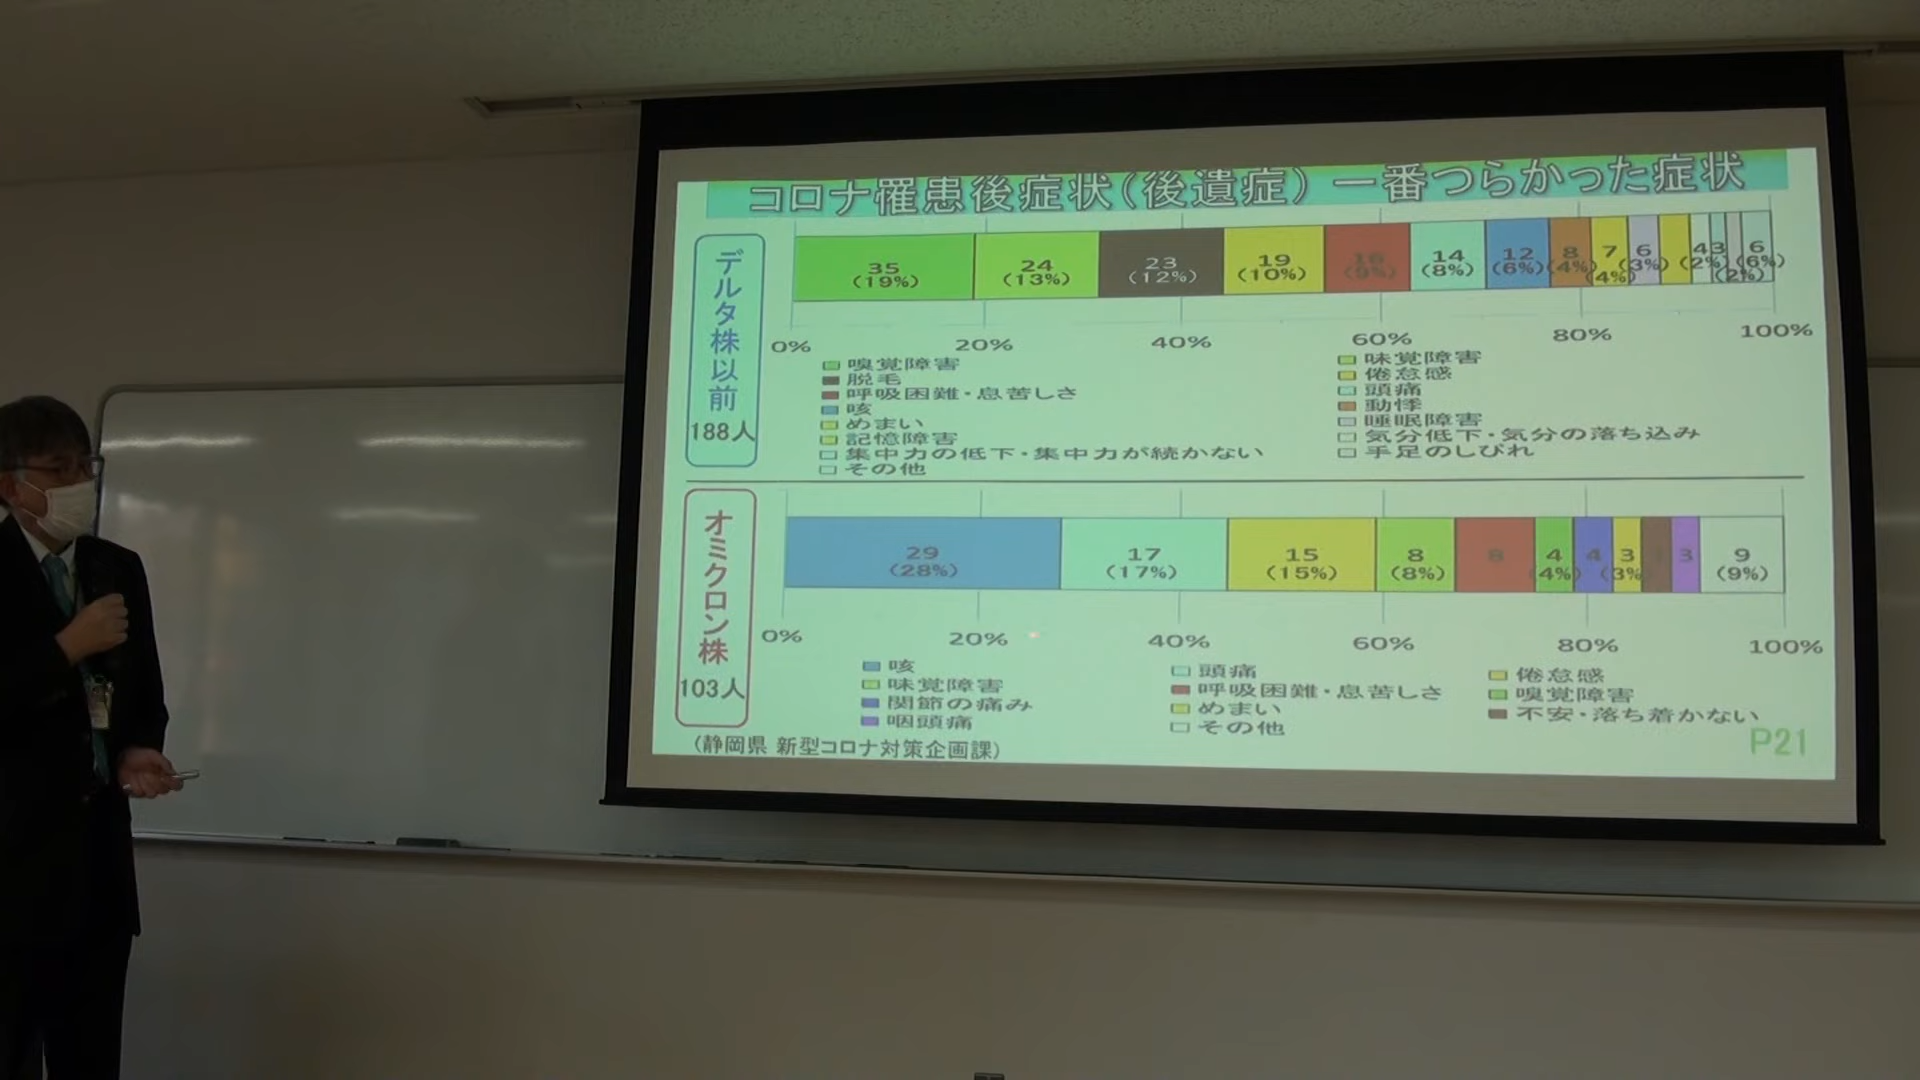 コロナ罹患後症状(後遺症) 一番つらかった症状
デルタ株以前
188人
35 24 23 19 16 14 12 8 7 6 4 3 6
(19%) (13%) (12%) (10%) (9%) (8%) (6%) (4%) (4%) (3%) (2%) (2%) (6%)
0% 20% 40% 60% 80% 100%
嗅覚障害 味覚障害
脱毛 倦怠感
呼吸困難・息苦しさ 頭痛
咳 動悸
めまい 睡眠障害
記憶障害 気分低下・気分の落ち込み
集中力の低下・集中力が続かない 手足のしびれ
その他
オミクロン株
103人
29 17 15 8 8 4 4 3 3 9
(28%) (17%) (15%) (8%) (4%) (3%) (9%)
0% 20% 40% 60% 80% 100%
咳 頭痛 倦怠感
味覚障害 呼吸困難・息苦しさ 嗅覚障害
関節の痛み めまい 不安・落ち着かない
咽頭痛 その他
(静岡県 新型コロナ対策企画課)
P21